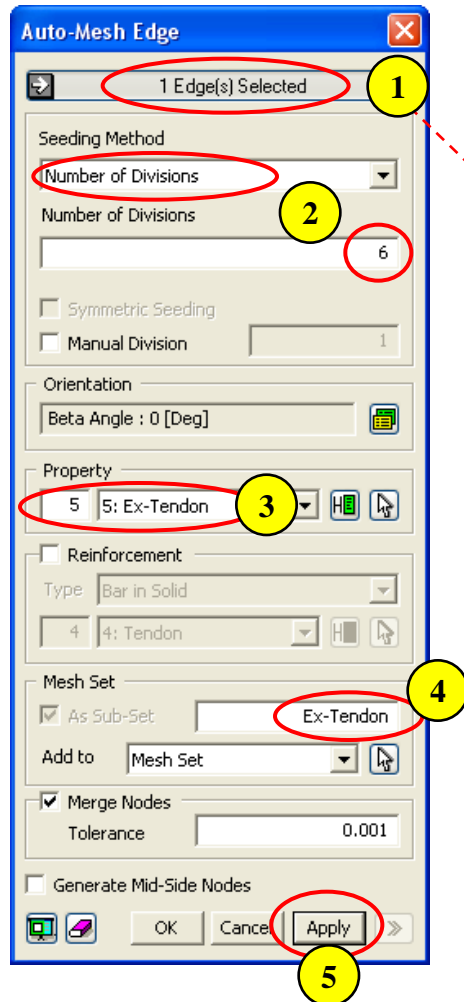 Auto-Mesh Edge
1 Edge(s) Selected
1
Seeding Method
Number of Divisions
Number of Divisions
2
6
Symmetric Seeding
Manual Division 1
Orientation
Beta Angle : 0 [Deg]
Property
5 5: Ex-Tendon 3
Reinforcement
Type Bar in Solid
4 4: Tendon
Mesh Set
4
As Sub-Set Ex-Tendon
Add to Mesh Set
Merge Nodes
Tolerance 0.001
Generate Mid-Side Nodes
OK Cancel Apply
5